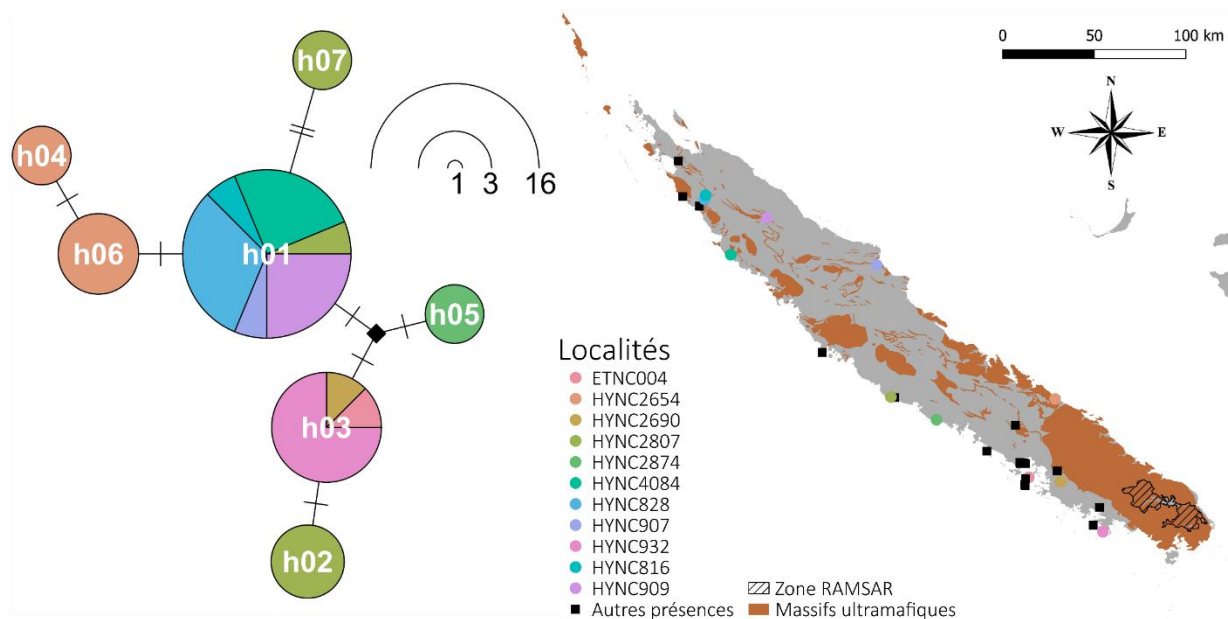 h07
h04
h06
h01
h05
h03
h02
1 3 16
0 50 100 km
N
W E
S
Localités
ETNC004
HYNC2654
HYNC2690
HYNC2807
HYNC2874
HYNC4084
HYNC828
HYNC907
HYNC932
HYNC816
HYNC909
Autres présences
Zone RAMSAR
Massifs ultramafiques